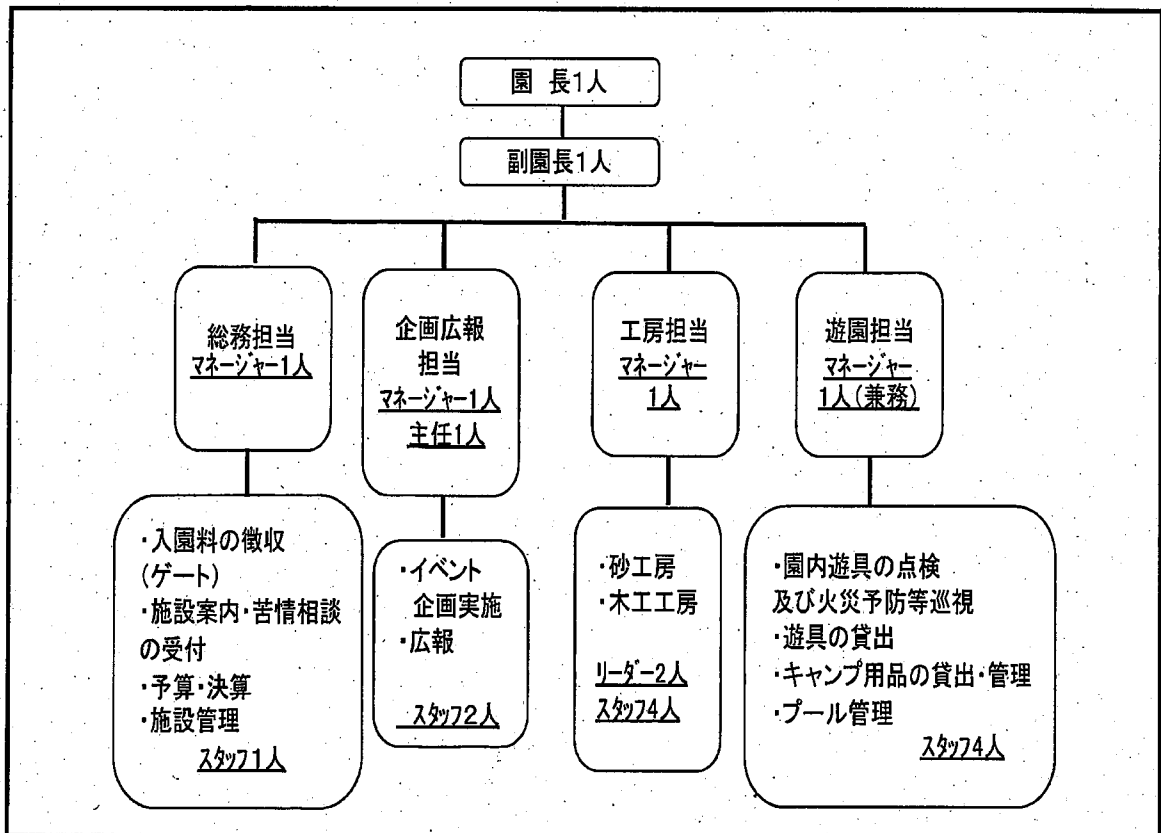 園 長1人
副園長1人
総務担当
マネージャー1人
企画広報
担当
マネージャー1人
主任1人
工房担当
マネージャー
1人
遊園担当
マネージャー
1人(兼務)
・入園料の徴収
(ゲート)
・施設案内・苦情相談
の受付
・予算・決算
・施設管理
スタッフ1人
・イベント
企画実施
・広報
スタッフ2人
・砂工房
・木工工房
リーダー2人
スタッフ4人
・園内遊具の点検
及び火災予防等巡視
・遊具の貸出
・キャンプ用品の貸出・管理
・プール管理
スタッフ4人